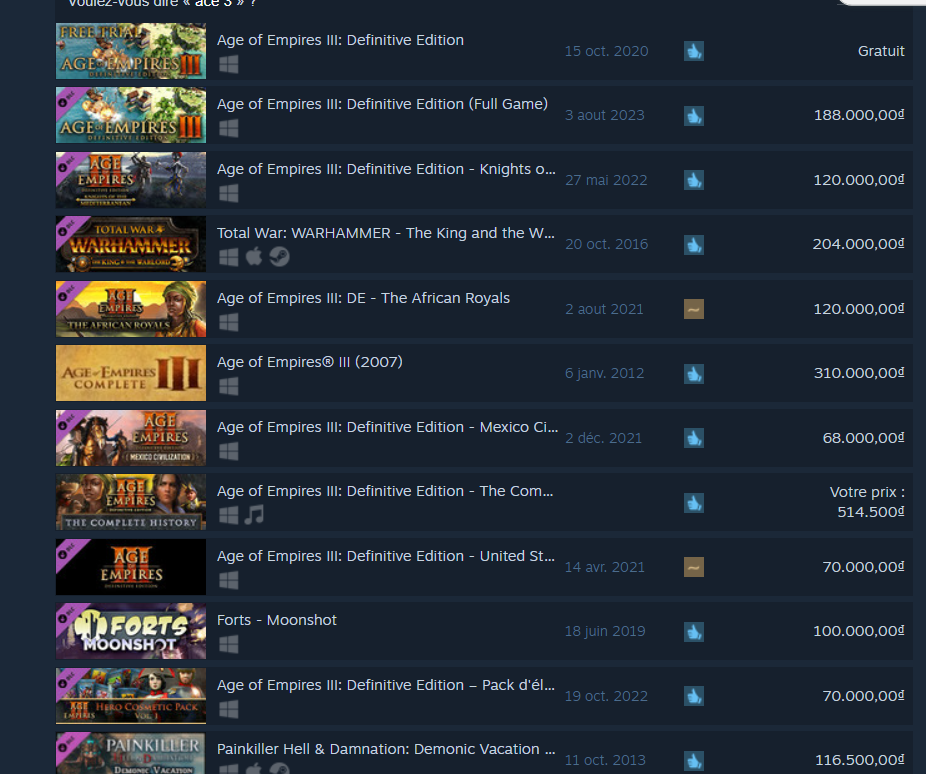 Voulez-vous dire « ace 3 » ?
FREE TRIAL
AGE OF EMPIRES III
DEFINITIVE EDITION
Age of Empires III: Definitive Edition
15 oct. 2020
Gratuit
AGE OF EMPIRES III
DEFINITIVE EDITION
Age of Empires III: Definitive Edition (Full Game)
3 aout 2023
188.000,00₫
AGE OF EMPIRES III
DEFINITIVE EDITION
KNIGHTS OF THE
MEDITERRANEAN
Age of Empires III: Definitive Edition - Knights o...
27 mai 2022
120.000,00₫
TOTAL WAR
WARHAMMER
THE KING & THE WARLORD
Total War: WARHAMMER - The King and the W...
20 oct. 2016
204.000,00₫
AGE OF EMPIRES III
THE AFRICAN ROYALS
Age of Empires III: DE - The African Royals
2 aout 2021
120.000,00₫
AGE OF EMPIRES III
COMPLETE
Age of Empires® III (2007)
6 janv. 2012
310.000,00₫
AGE OF EMPIRES III
MEXICO CIVILIZATION
Age of Empires III: Definitive Edition - Mexico Ci...
2 déc. 2021
68.000,00₫
AGE OF EMPIRES III
THE COMPLETE HISTORY
Age of Empires III: Definitive Edition - The Com...
Votre prix :
514.500₫
AGE OF EMPIRES III
DEFINITIVE EDITION
Age of Empires III: Definitive Edition - United St...
14 avr. 2021
70.000,00₫
FORTS
MOONSHOT
Forts - Moonshot
18 juin 2019
100.000,00₫
AGE OF EMPIRES
HERO COSMETIC PACK
VOL. 1
Age of Empires III: Definitive Edition – Pack d'él...
19 oct. 2022
70.000,00₫
PAINKILLER
HELL & DAMNATION
DEMONIC VACATION
Painkiller Hell & Damnation: Demonic Vacation ...
11 oct. 2013
116.500,00₫